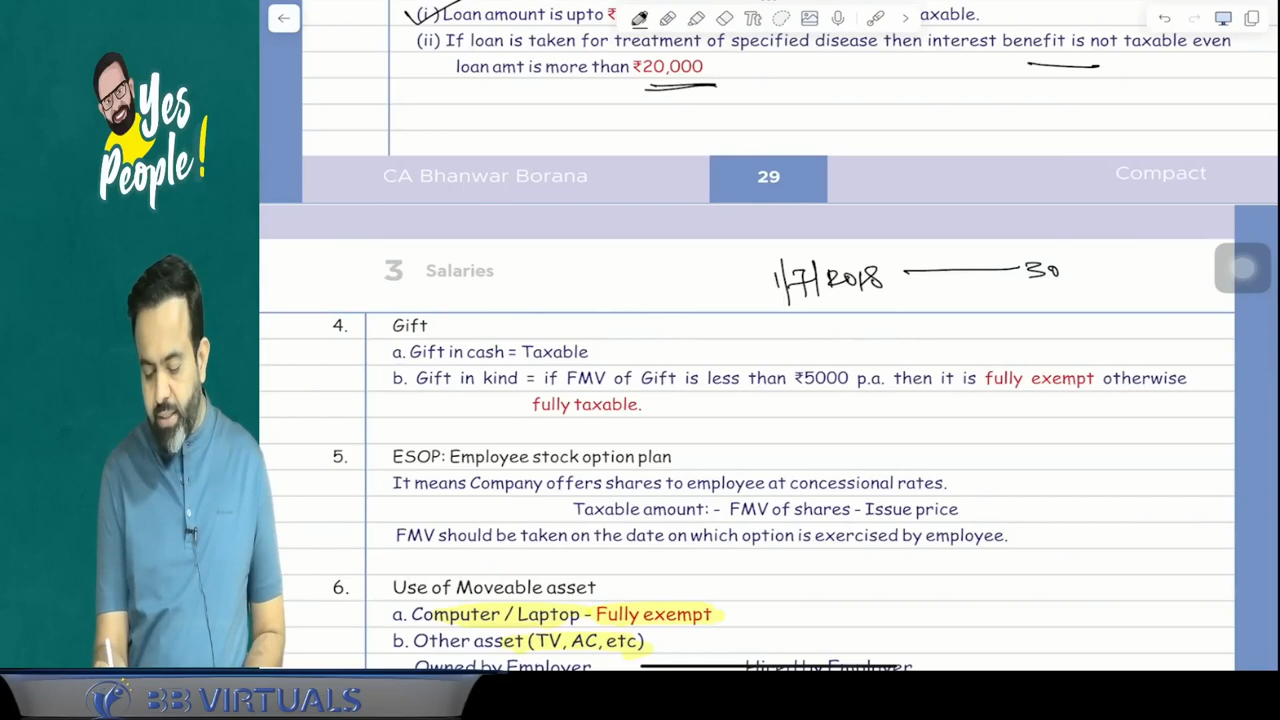 (i) Loan amount is upto ₹
axable.
(ii) If loan is taken for treatment of specified disease then interest benefit is not taxable even
loan amt is more than ₹20,000
Yes
People!
CA Bhanwar Borana
29
Compact
3 Salaries
1/7/2018 — 30
4. Gift
a. Gift in cash = Taxable
b. Gift in kind = if FMV of Gift is less than ₹5000 p.a. then it is fully exempt otherwise
fully taxable.
5. ESOP: Employee stock option plan
It means Company offers shares to employee at concessional rates.
Taxable amount: - FMV of shares - Issue price
FMV should be taken on the date on which option is exercised by employee.
6. Use of Moveable asset
a. Computer / Laptop - Fully exempt
b. Other asset (TV, AC, etc)
Owned by Employer Hired by Employer
BB VIRTUALS